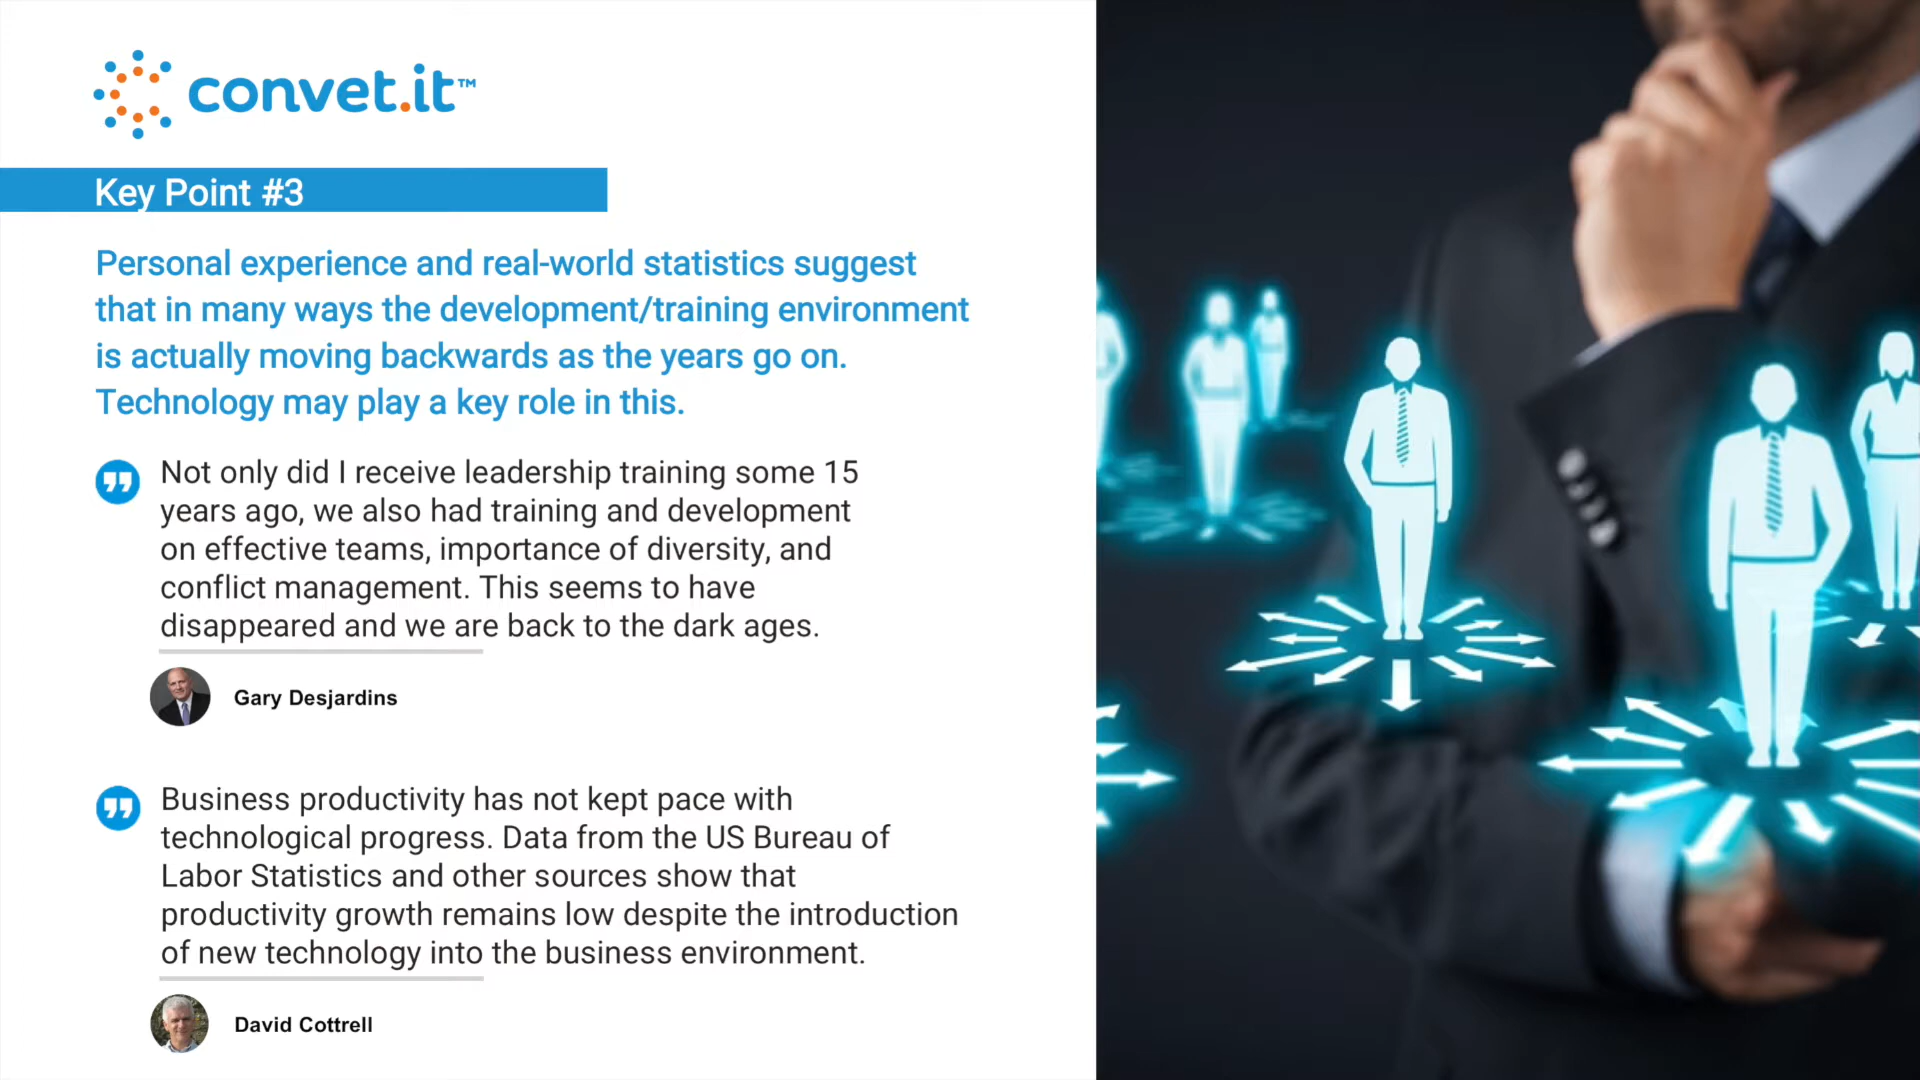 convet.it™
Key Point #3
Personal experience and real-world statistics suggest
that in many ways the development/training environment
is actually moving backwards as the years go on.
Technology may play a key role in this.
Not only did I receive leadership training some 15
years ago, we also had training and development
on effective teams, importance of diversity, and
conflict management. This seems to have
disappeared and we are back to the dark ages.
Gary Desjardins
Business productivity has not kept pace with
technological progress. Data from the US Bureau of
Labor Statistics and other sources show that
productivity growth remains low despite the introduction
of new technology into the business environment.
David Cottrell